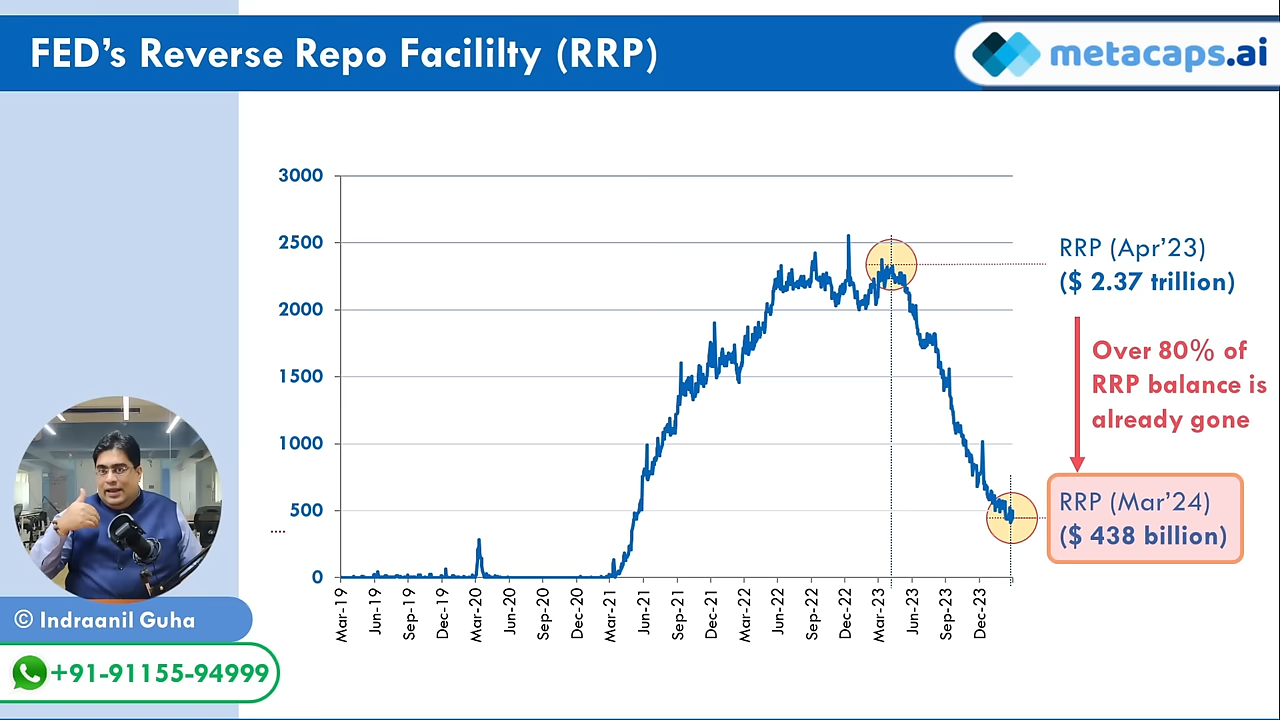 FED’s Reverse Repo Facililty (RRP)
metacaps.ai
3000
2500
2000
1500
1000
500
0
Mar-19
Jun-19
Sep-19
Dec-19
Mar-20
Jun-20
Sep-20
Dec-20
Mar-21
Jun-21
Sep-21
Dec-21
Mar-22
Jun-22
Sep-22
Dec-22
Mar-23
Jun-23
Sep-23
Dec-23
RRP (Apr’23)
($ 2.37 trillion)
Over 80% of
RRP balance is
already gone
RRP (Mar’24)
($ 438 billion)
© Indraanil Guha
+91-91155-94999